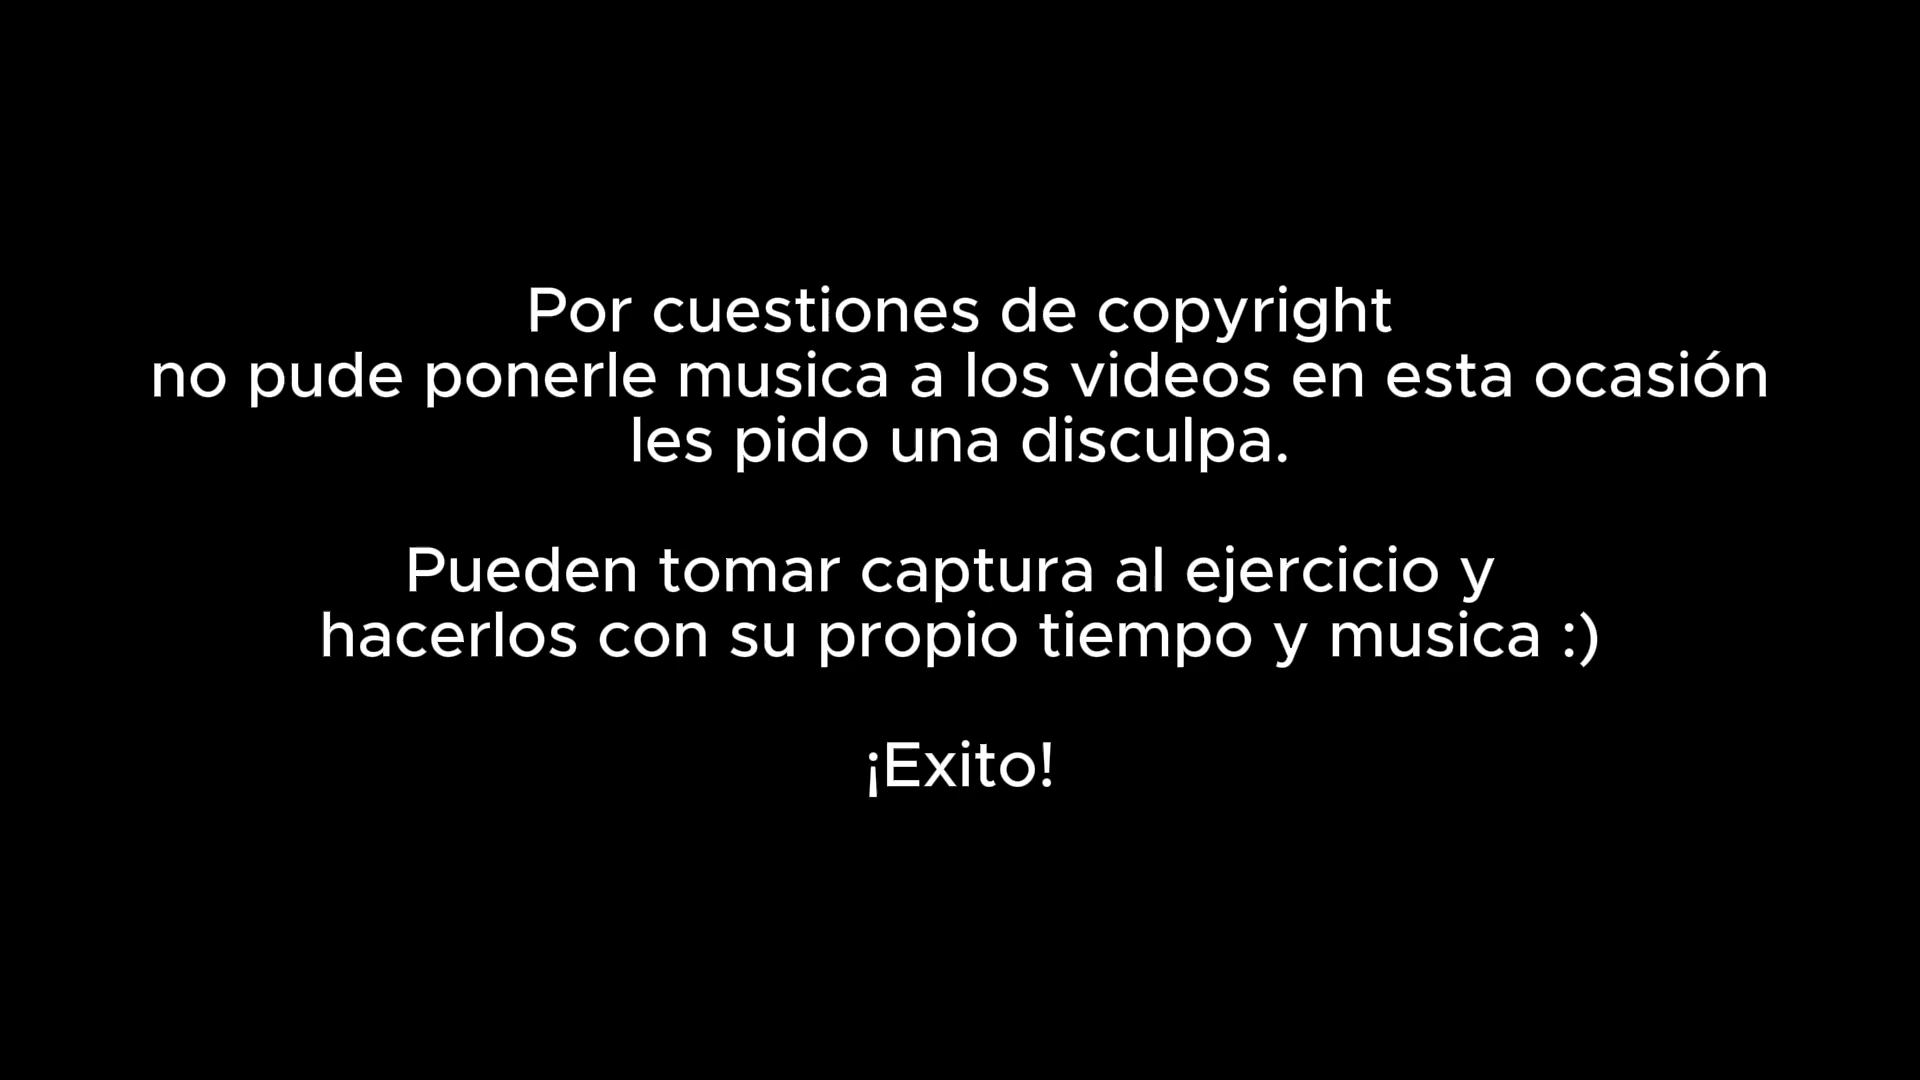 Por cuestiones de copyright
no pude ponerle musica a los videos en esta ocasión
les pido una disculpa.
Pueden tomar captura al ejercicio y
hacerlos con su propio tiempo y musica :)
¡Exito!